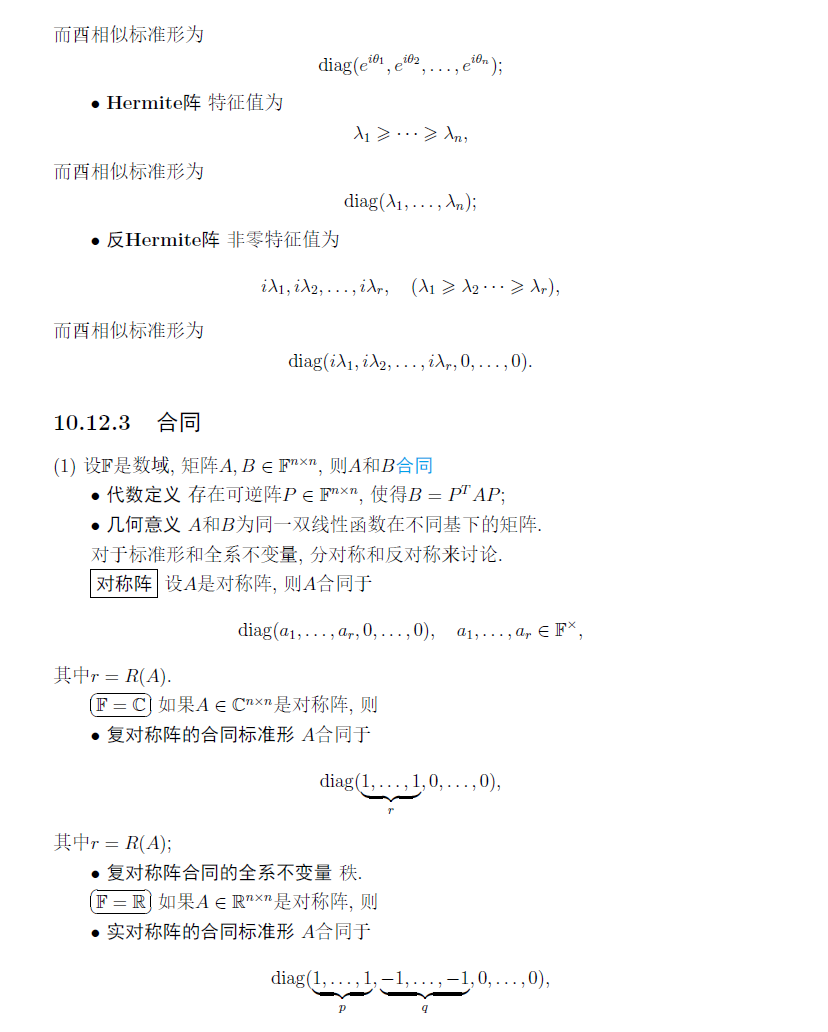 而酉相似标准形为
diag(e^{iθ_1}, e^{iθ_2}, . . . , e^{iθ_n});
• Hermite阵 特征值为
λ_1 ⩾ · · · ⩾ λ_n,
而酉相似标准形为
diag(λ_1, . . . , λ_n);
• 反Hermite阵 非零特征值为
iλ_1, iλ_2, . . . , iλ_r, (λ_1 ⩾ λ_2 · · · ⩾ λ_r),
而酉相似标准形为
diag(iλ_1, iλ_2, . . . , iλ_r, 0, . . . , 0).
10.12.3 合同
(1) 设𝔽是数域, 矩阵A, B ∈ 𝔽^{n×n}, 则A和B合同
• 代数定义 存在可逆阵P ∈ 𝔽^{n×n}, 使得B = P^T AP;
• 几何意义 A和B为同一双线性函数在不同基下的矩阵.
对于标准形和全系不变量, 分对称和反对称来讨论.
对称阵 设A是对称阵, 则A合同于
diag(a_1, . . . , a_r, 0, . . . , 0), a_1, . . . , a_r ∈ 𝔽^×,
其中r = R(A).
𝔽 = ℂ 如果A ∈ ℂ^{n×n}是对称阵, 则
• 复对称阵的合同标准形 A合同于
diag(1, . . . , 1, 0, . . . , 0),
r
其中r = R(A);
• 复对称阵合同的全系不变量 秩.
𝔽 = ℝ 如果A ∈ ℝ^{n×n}是对称阵, 则
• 实对称阵的合同标准形 A合同于
diag(1, . . . , 1, −1, . . . , −1, 0, . . . , 0),
p q